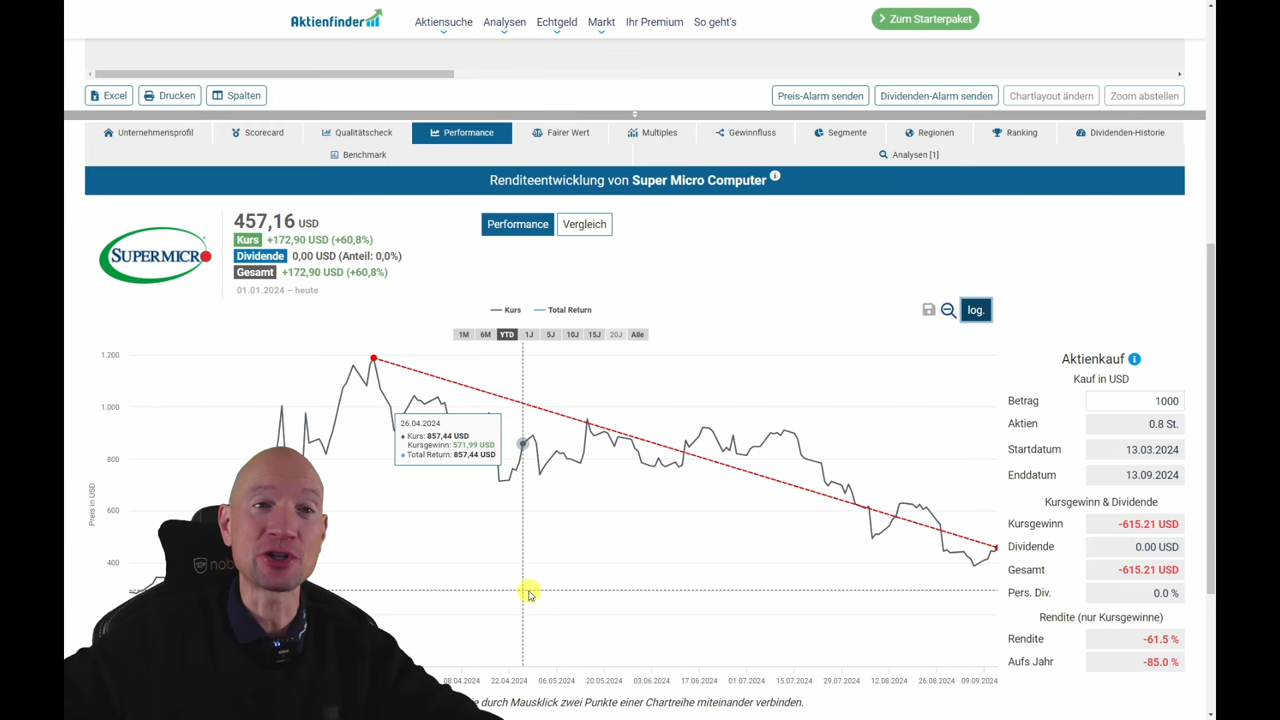 Aktienfinder
Aktiensuche Analysen Echtgeld Markt Ihr Premium So geht's
Zum Starterpaket
Excel Drucken Spalten
Preis-Alarm senden Dividenden-Alarm senden Chartlayout ändern Zoom abstellen
Unternehmensprofil Scorecard Qualitätscheck Performance Fairer Wert Multiples Gewinnfluss Segmente Regionen Ranking Dividenden-Historie
Benchmark Analysen [1]
Renditeentwicklung von Super Micro Computer
SUPERMICR
457,16 USD
Kurs +172,90 USD (+60,8%)
Dividende 0,00 USD (Anteil: 0,0%)
Gesamt +172,90 USD (+60,8%)
01.01.2024 – heute
Performance Vergleich
Kurs Total Return
log.
1M 6M YTD 1J 5J 10J 15J 20J Alle
1.200
1.000
800
600
400
Preis in USD
26.04.2024
Kurs: 857,44 USD
Kursgewinn: 571,99 USD
Total Return: 857,44 USD
08.04.2024 22.04.2024 06.05.2024 20.05.2024 03.06.2024 17.06.2024 01.07.2024 15.07.2024 29.07.2024 12.08.2024 26.08.2024 09.09.2024
durch Mausklick zwei Punkte einer Chartreihe miteinander verbinden.
Aktienkauf
Kauf in USD
Betrag 1000
Aktien 0.8 St.
Startdatum 13.03.2024
Enddatum 13.09.2024
Kursgewinn & Dividende
Kursgewinn -615.21 USD
Dividende 0.00 USD
Gesamt -615.21 USD
Pers. Div. 0.0 %
Rendite (nur Kursgewinne)
Rendite -61.5 %
Aufs Jahr -85.0 %
nob